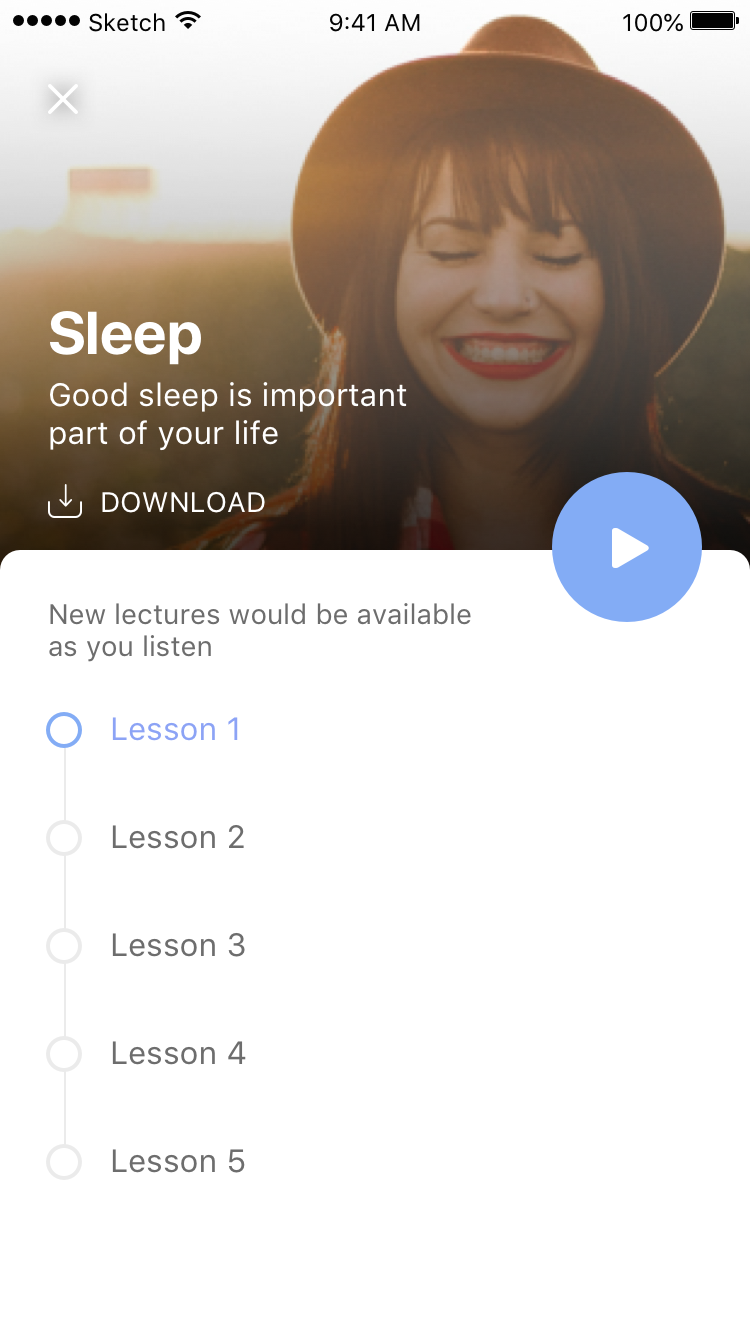 Sketch 9:41 AM 100%
Sleep
Good sleep is important
part of your life
DOWNLOAD
New lectures would be available
as you listen
Lesson 1
Lesson 2
Lesson 3
Lesson 4
Lesson 5